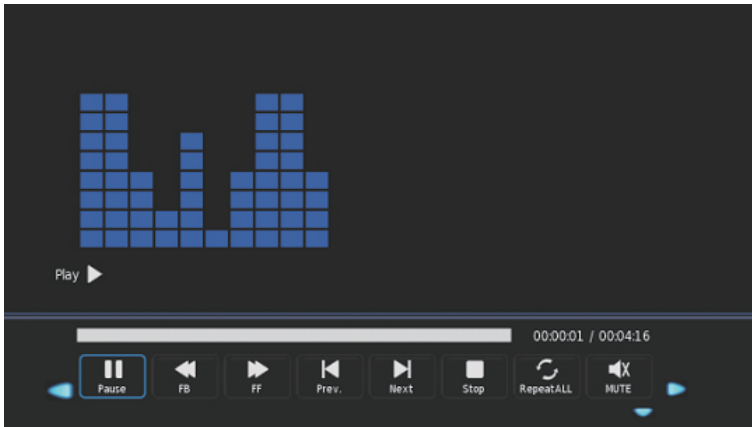 Play
00:00:01 / 00:04:16
Pause FB FF Prev. Next Stop RepeatALL MUTE